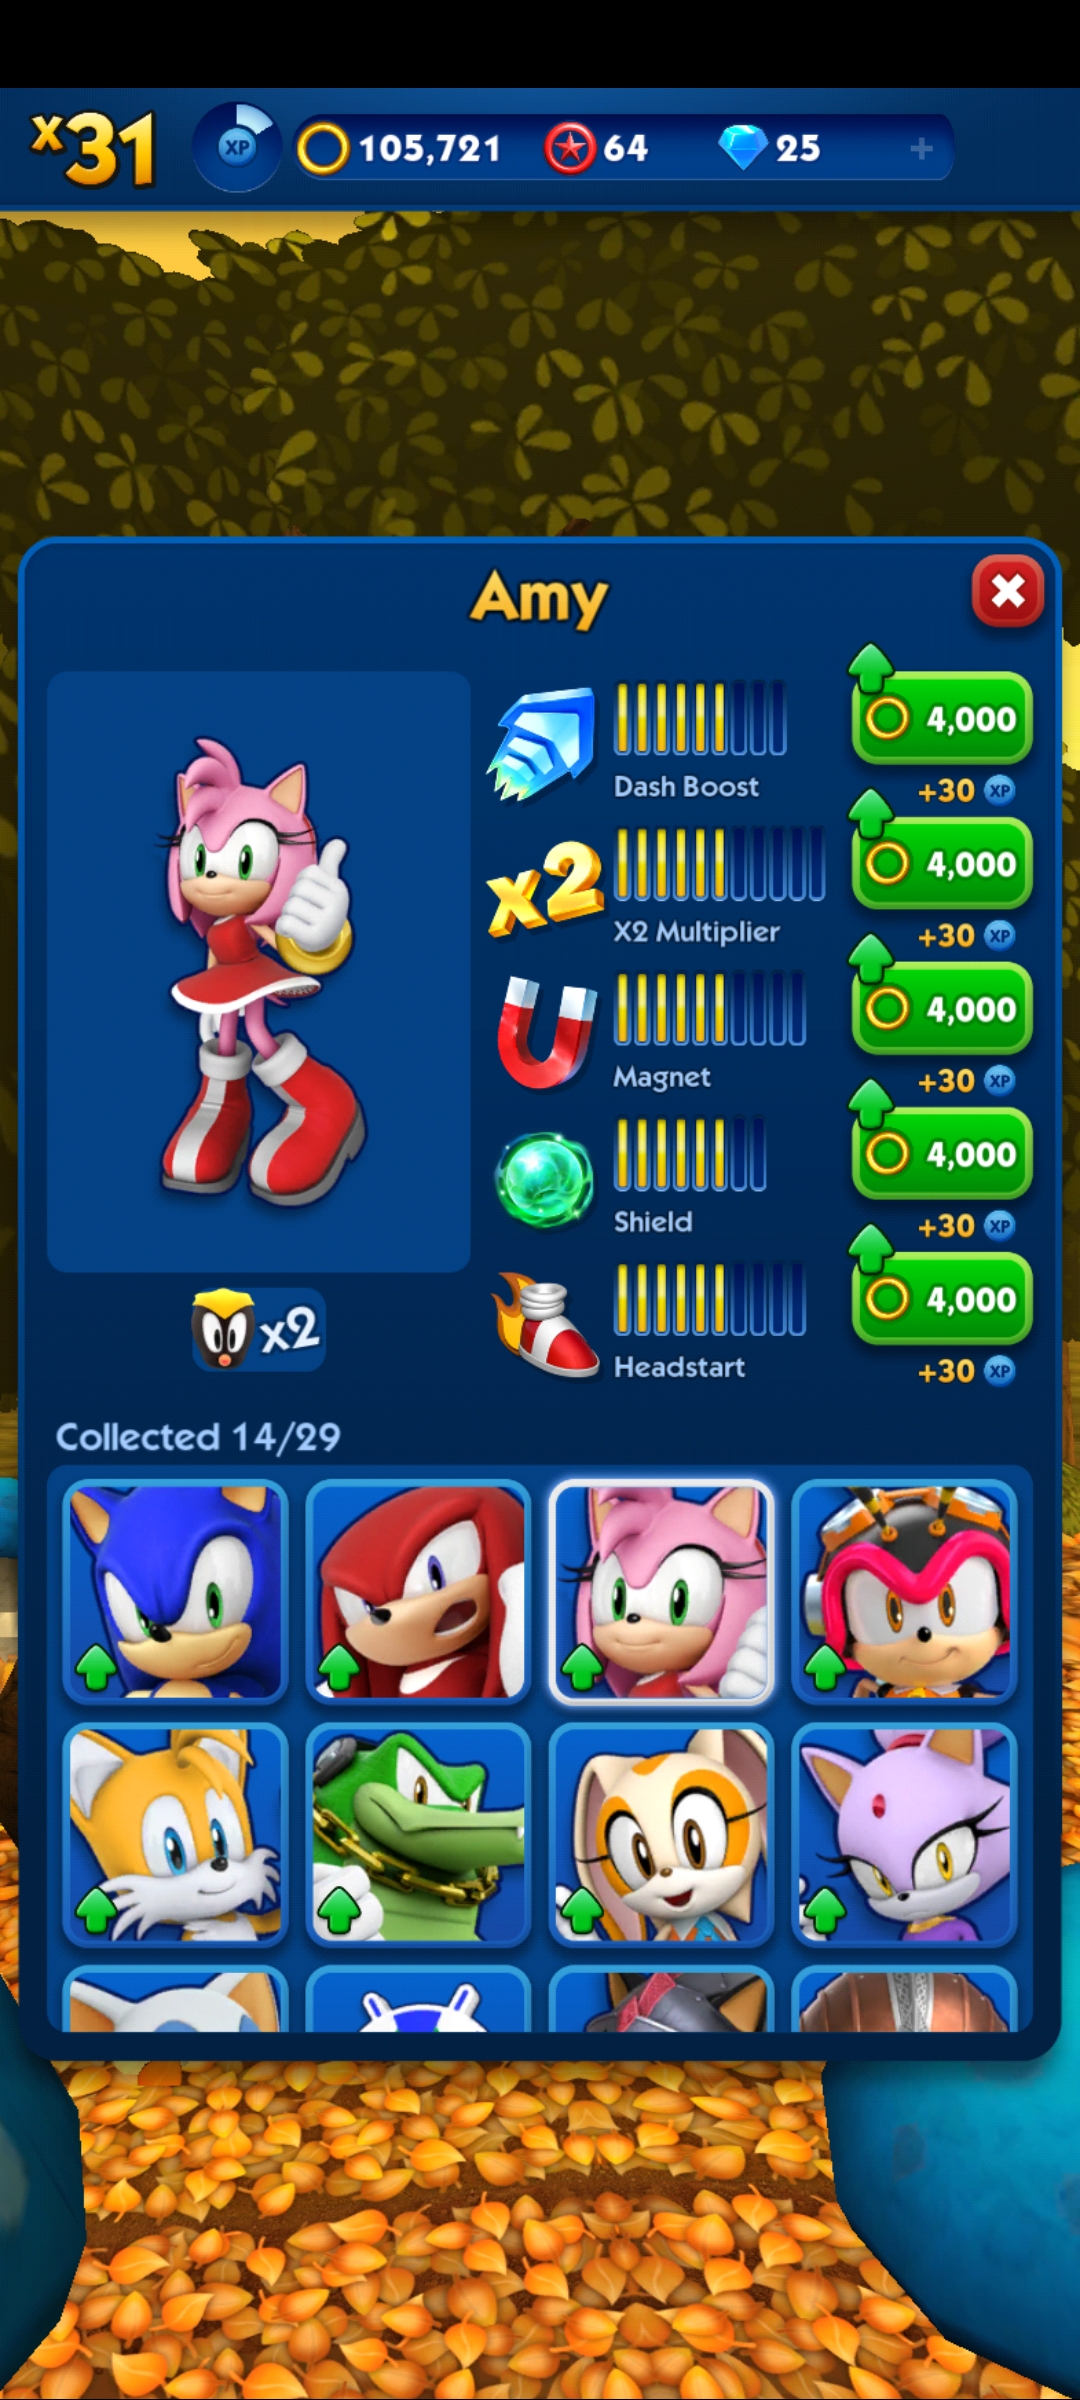 x31 XP 105,721 64 25 +
Amy
4,000
Dash Boost
+30 XP
x2
4,000
X2 Multiplier
+30 XP
4,000
Magnet
+30 XP
4,000
Shield
+30 XP
4,000
Headstart
+30 XP
x2
Collected 14/29